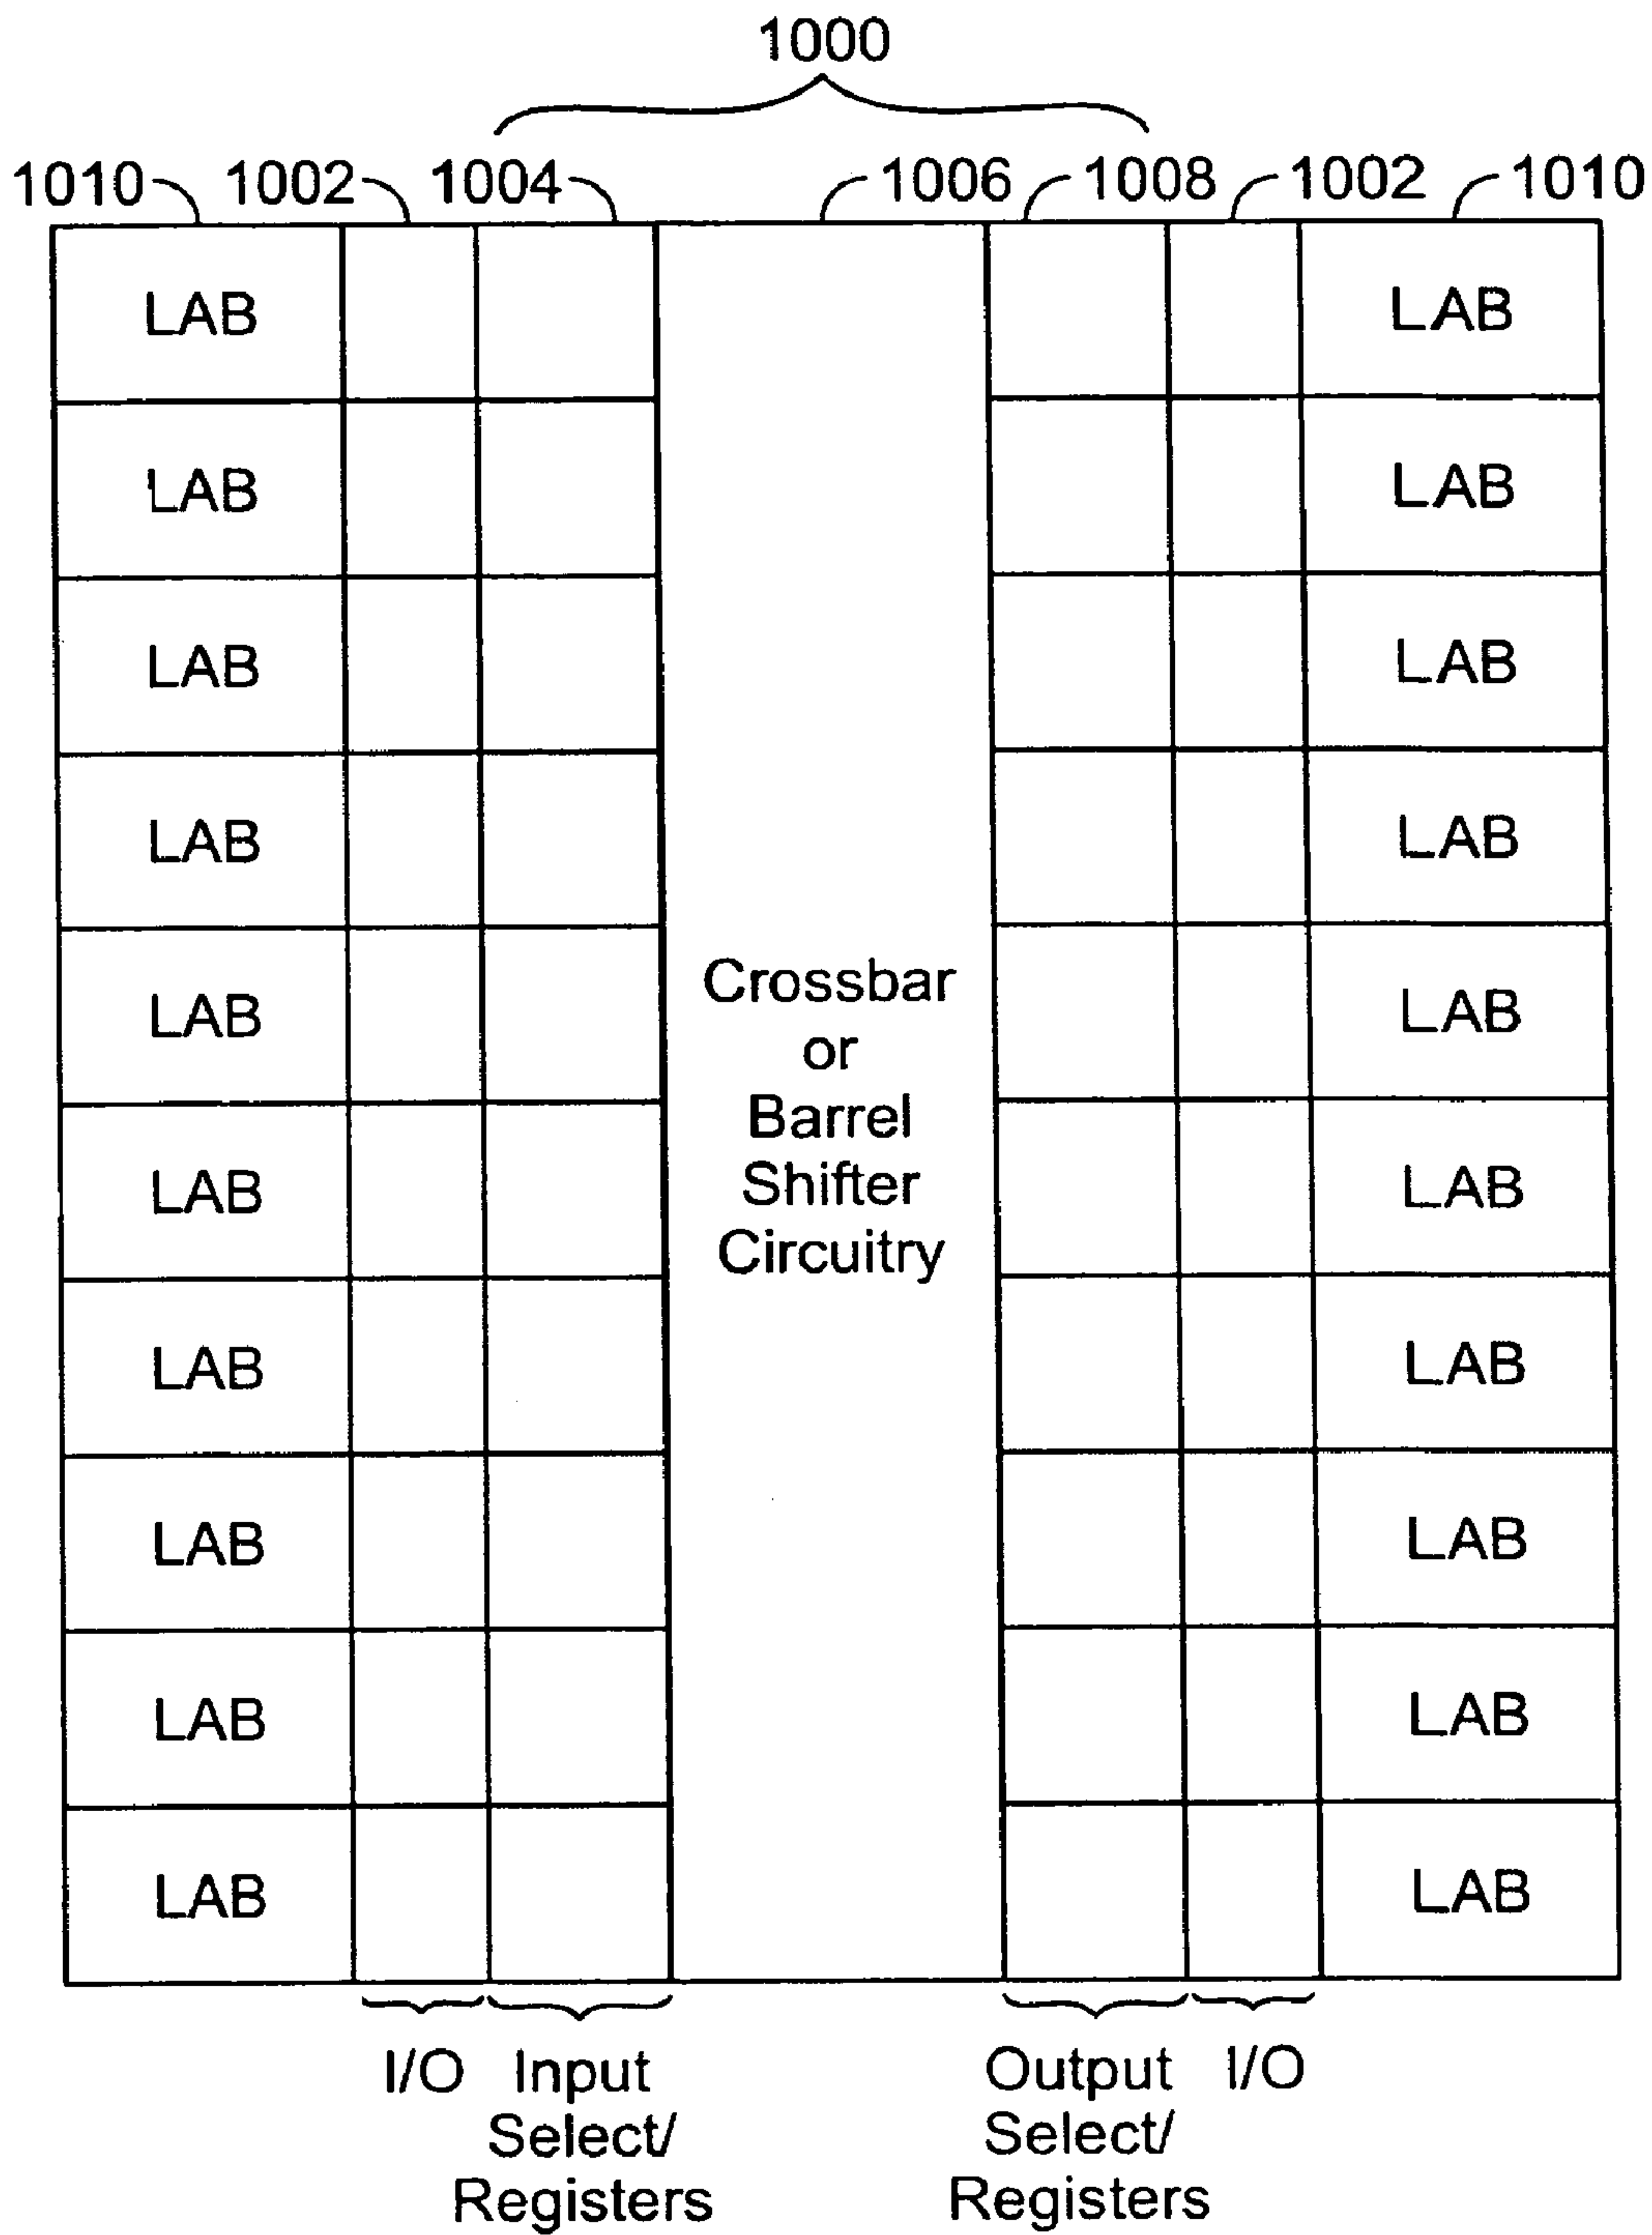 1000
1010 1002 1004 1006 1008 1002 1010
LAB LAB
LAB LAB
LAB LAB
LAB LAB
LAB LAB
LAB LAB
LAB LAB
LAB LAB
LAB LAB
LAB LAB
Crossbar
or
Barrel
Shifter
Circuitry
I/O Input Output I/O
Select/ Select/
Registers Registers